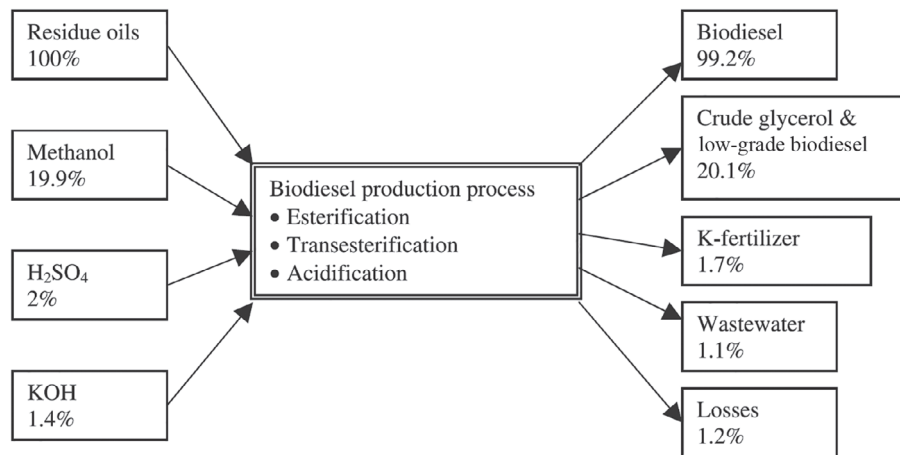 Residue oils
100%
Methanol
19.9%
H₂SO₄
2%
KOH
1.4%
Biodiesel production process
• Esterification
• Transesterification
• Acidification
Biodiesel
99.2%
Crude glycerol &
low-grade biodiesel
20.1%
K-fertilizer
1.7%
Wastewater
1.1%
Losses
1.2%